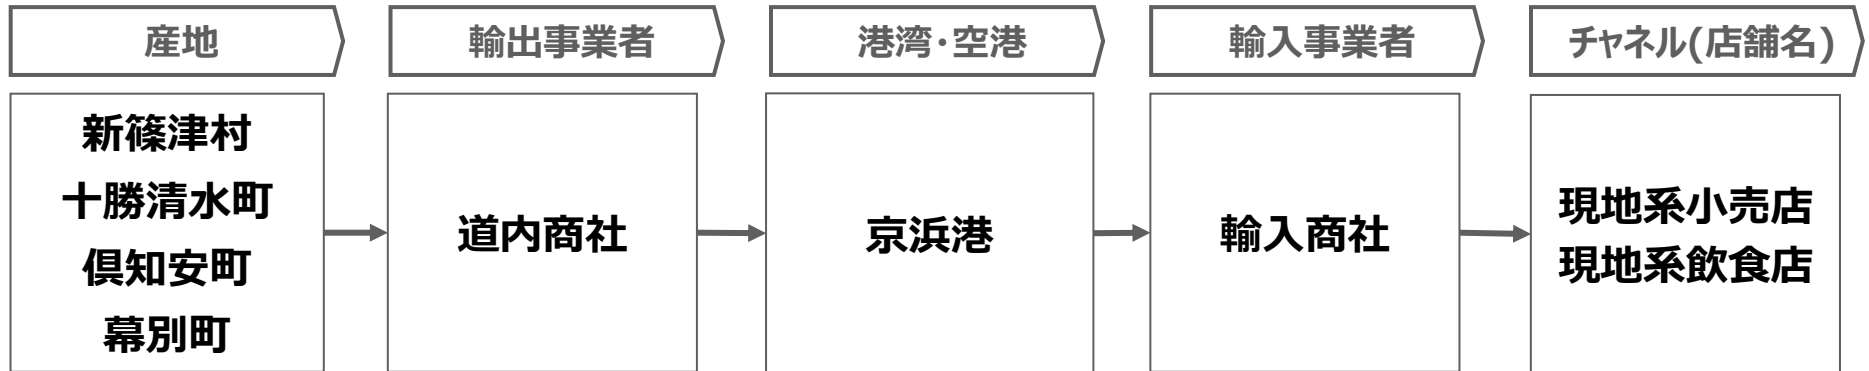 産地
輸出事業者
港湾・空港
輸入事業者
チャネル(店舗名)
新篠津村
十勝清水町
倶知安町
幕別町
道内商社
京浜港
輸入商社
現地系小売店
現地系飲食店